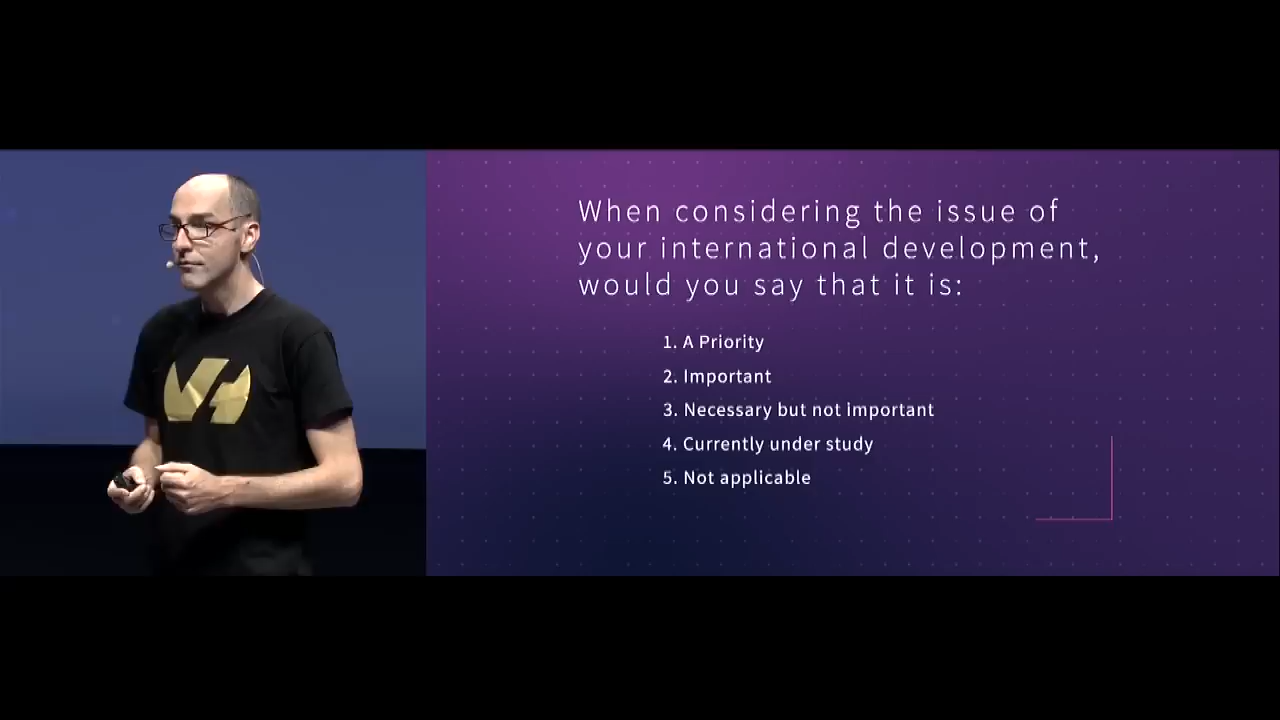 When considering the issue of
your international development,
would you say that it is:
1. A Priority
2. Important
3. Necessary but not important
4. Currently under study
5. Not applicable